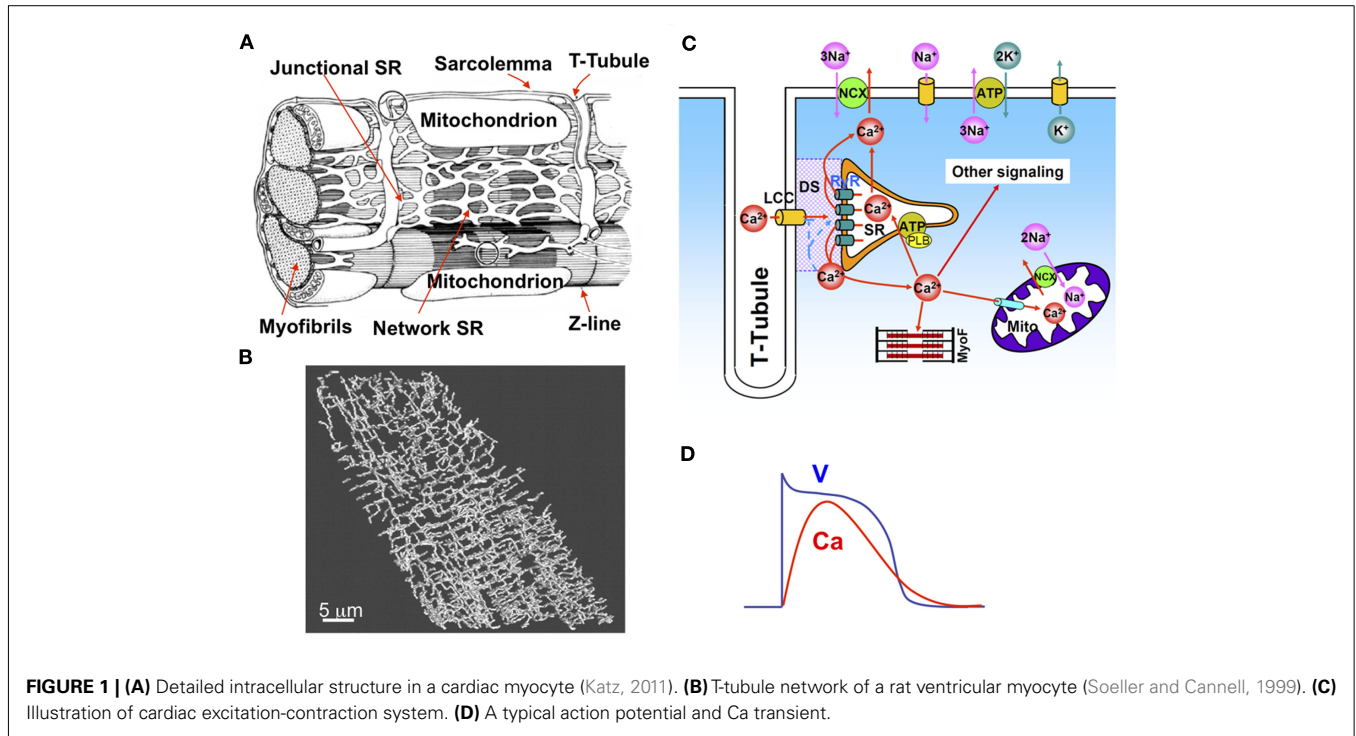 A
Junctional SR
Sarcolemma
T-Tubule
Mitochondrion
Mitochondrion
Myofibrils
Network SR
Z-line
B
5 μm
C
3Na⁺
Na⁺
2K⁺
NCX
ATP
Ca²⁺
3Na⁺
K⁺
Other signaling
DS
RyR
LCC
Ca²⁺
Ca²⁺
SR
ATP
PLB
2Na⁺
Ca²⁺
Ca²⁺
NCX
Na⁺
Ca²⁺
Mito
T-Tubule
MyoF
D
V
Ca
FIGURE 1 | (A) Detailed intracellular structure in a cardiac myocyte (Katz, 2011). (B) T-tubule network of a rat ventricular myocyte (Soeller and Cannell, 1999). (C)
Illustration of cardiac excitation-contraction system. (D) A typical action potential and Ca transient.